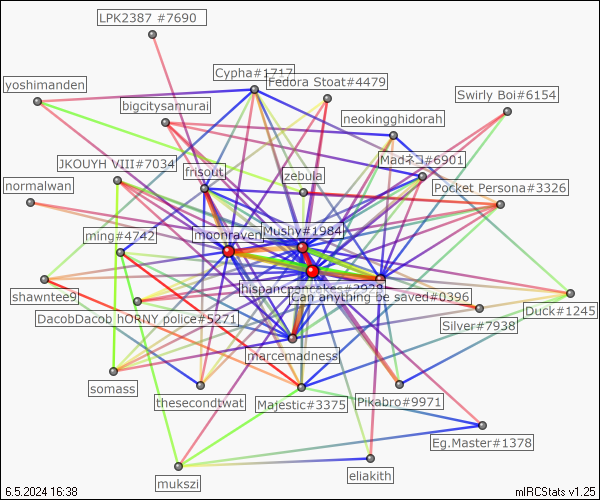 LPK2387 #7690
Cypha#1717
Fedora Stoat#4479
yoshimanden
Swirly Boi#6154
bigcitysamurai
neokingghidorah
JKOUYH VIII#7034
Madネコ#6901
frisout
zebula
normalwan
Pocket Persona#3326
ming#4742
moonraven
Mushy#1984
shawntee9
hispancpancakes#2928
Can anything be saved#0396
DacobDacob
hORNY police#5271
Silver#7938
Duck#1245
marcemadness
somass
thesecondtwat
Majestic#3375
Pikabro#9971
Eg.Master#1378
mukszi
eliakith
6.5.2024 16:38
mIRCStats v1.25